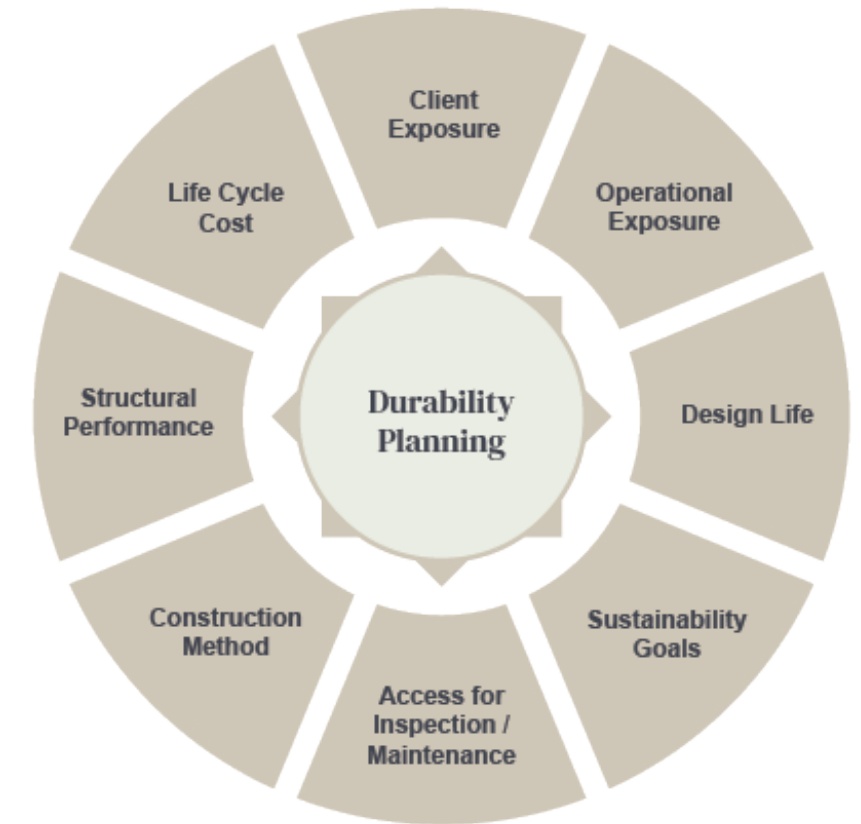 Client
Exposure
Operational
Exposure
Design Life
Sustainability
Goals
Access for
Inspection /
Maintenance
Construction
Method
Structural
Performance
Life Cycle
Cost
Durability
Planning